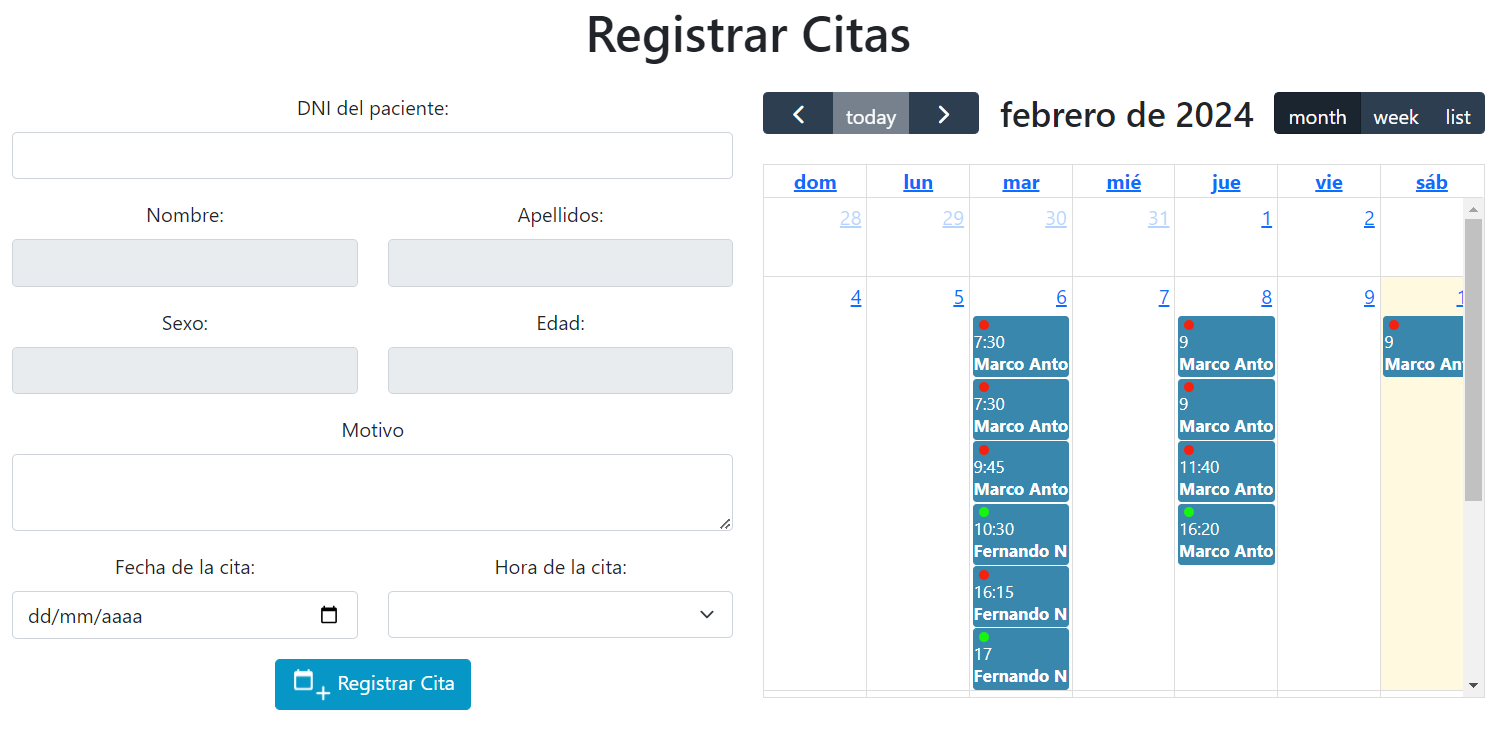 Registrar Citas
DNI del paciente:
Nombre:
Apellidos:
Sexo:
Edad:
Motivo
Fecha de la cita:
Hora de la cita:
dd/mm/aaaa
Registrar Cita
today
febrero de 2024
month
week
list
dom
lun
mar
mié
jue
vie
sáb
28
29
30
31
1
2
4
5
6
7
8
9
7:30
Marco Anto
7:30
Marco Anto
9:45
Marco Anto
10:30
Fernando N
16:15
Fernando N
17
Fernando N
9
Marco Anto
9
Marco Anto
11:40
Marco Anto
16:20
Marco Anto
9
Marco An